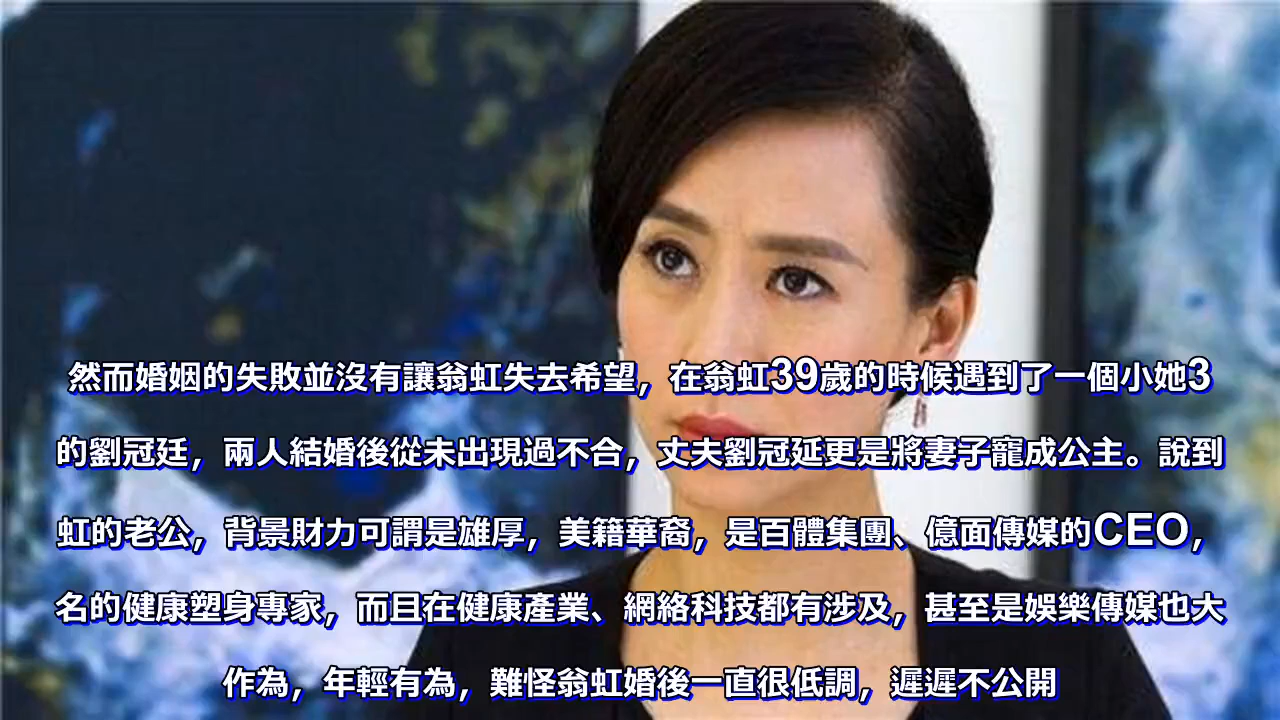 然而婚姻的失敗並沒有讓翁虹失去希望，在翁虹39歲的時候遇到了一個小她3
的劉冠廷，兩人結婚後從未出現過不合，丈夫劉冠延更是將妻子寵成公主。說到
虹的老公，背景財力可謂是雄厚，美籍華裔，是百體集團、億面傳媒的CEO，
名的健康塑身專家，而且在健康產業、網絡科技都有涉及，甚至是娛樂傳媒也大
作為，年輕有為，難怪翁虹婚後一直很低調，遲遲不公開